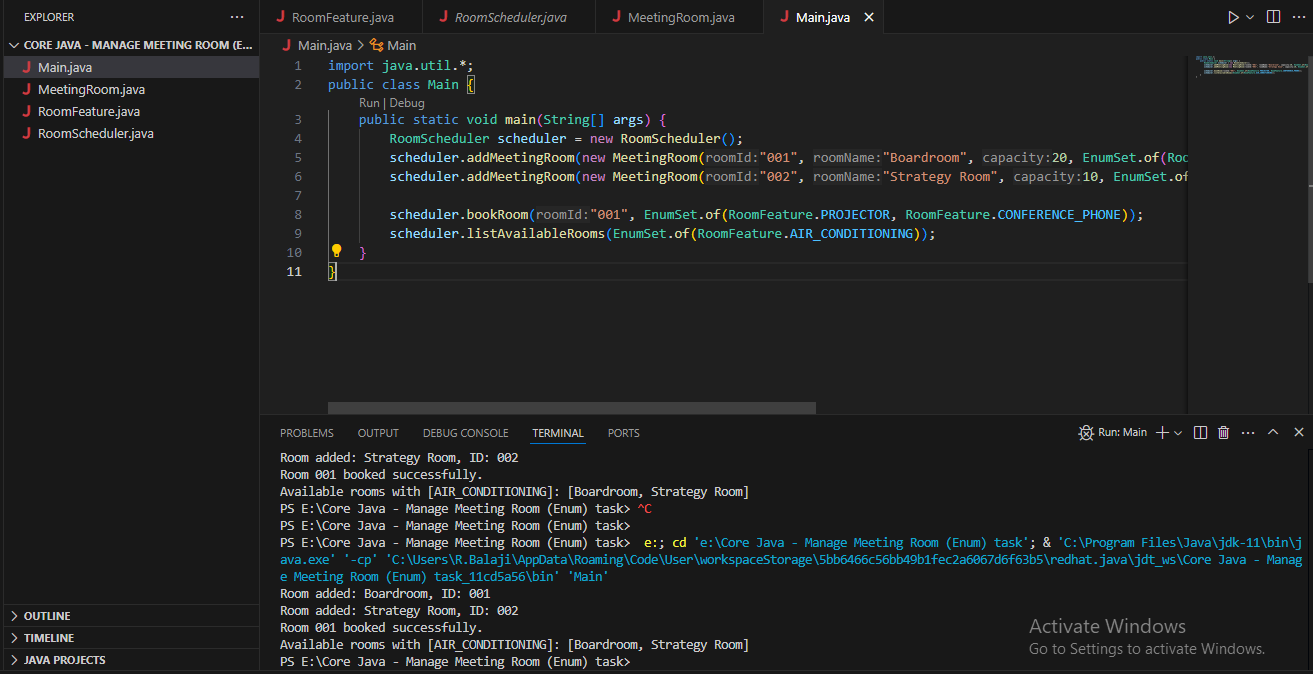 EXPLORER
CORE JAVA - MANAGE MEETING ROOM (E...
Main.java
MeetingRoom.java
RoomFeature.java
RoomScheduler.java
OUTLINE
TIMELINE
JAVA PROJECTS
RoomFeature.java RoomScheduler.java MeetingRoom.java Main.java
Main.java > Main
1 import java.util.*;
2 public class Main {
Run | Debug
3 public static void main(String[] args) {
4 RoomScheduler scheduler = new RoomScheduler();
5 scheduler.addMeetingRoom(new MeetingRoom(roomId:"001", roomName:"Boardroom", capacity:20, EnumSet.of(Roo
6 scheduler.addMeetingRoom(new MeetingRoom(roomId:"002", roomName:"Strategy Room", capacity:10, EnumSet.of
7
8 scheduler.bookRoom(roomId:"001", EnumSet.of(RoomFeature.PROJECTOR, RoomFeature.CONFERENCE_PHONE));
9 scheduler.listAvailableRooms(EnumSet.of(RoomFeature.AIR_CONDITIONING));
10 }
11 }
PROBLEMS OUTPUT DEBUG CONSOLE TERMINAL PORTS Run: Main
Room added: Strategy Room, ID: 002
Room 001 booked successfully.
Available rooms with [AIR_CONDITIONING]: [Boardroom, Strategy Room]
PS E:\Core Java - Manage Meeting Room (Enum) task> ^C
PS E:\Core Java - Manage Meeting Room (Enum) task>
PS E:\Core Java - Manage Meeting Room (Enum) task>  e:; cd 'e:\Core Java - Manage Meeting Room (Enum) task'; & 'C:\Program Files\Java\jdk-11\bin\j
ava.exe' '-cp' 'C:\Users\R.Balaji\AppData\Roaming\Code\User\workspaceStorage\5bb6466c56bb49b1fec2a6067d6f63b5\redhat.java\jdt_ws\Core Java - Manag
e Meeting Room (Enum) task_11cd5a56\bin' 'Main'
Room added: Boardroom, ID: 001
Room added: Strategy Room, ID: 002
Room 001 booked successfully.
Available rooms with [AIR_CONDITIONING]: [Boardroom, Strategy Room]
PS E:\Core Java - Manage Meeting Room (Enum) task>
Activate Windows
Go to Settings to activate Windows.